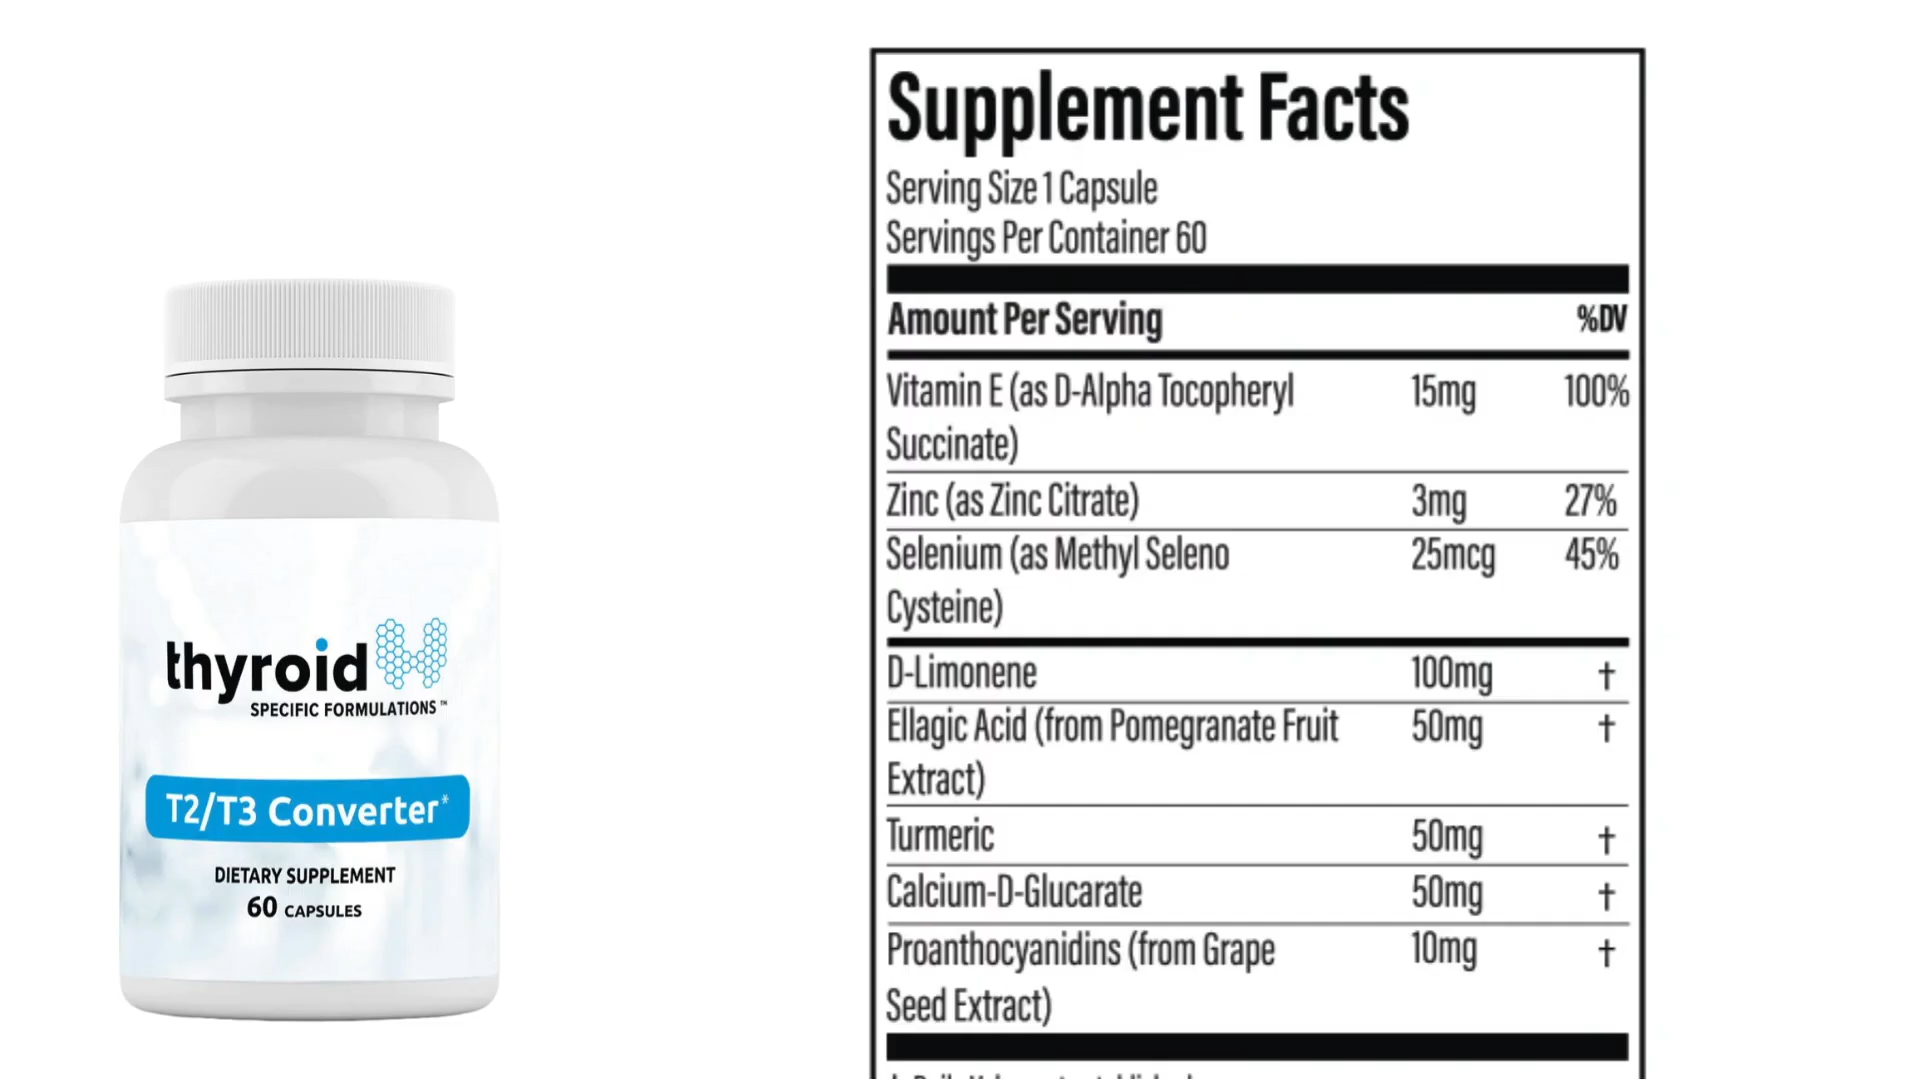 thyroid
SPECIFIC FORMULATIONS™
T2/T3 Converter*
DIETARY SUPPLEMENT
60 CAPSULES
Supplement Facts
Serving Size 1 Capsule
Servings Per Container 60
Amount Per Serving %DV
Vitamin E (as D-Alpha Tocopheryl 15mg 100%
Succinate)
Zinc (as Zinc Citrate) 3mg 27%
Selenium (as Methyl Seleno 25mcg 45%
Cysteine)
D-Limonene 100mg †
Ellagic Acid (from Pomegranate Fruit 50mg †
Extract)
Turmeric 50mg †
Calcium-D-Glucarate 50mg †
Proanthocyanidins (from Grape 10mg †
Seed Extract)